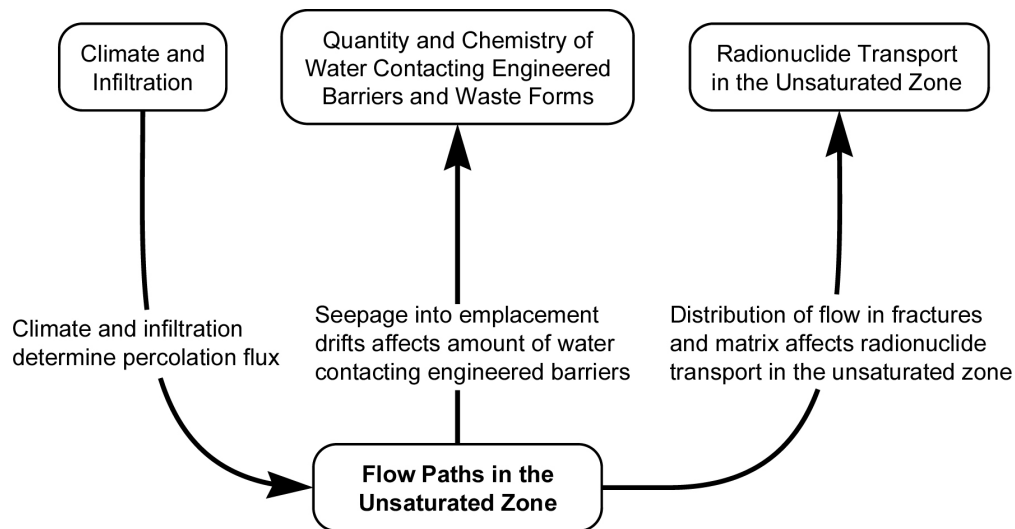 Climate and
Infiltration
Quantity and Chemistry of
Water Contacting Engineered
Barriers and Waste Forms
Radionuclide Transport
in the Unsaturated Zone
Climate and infiltration
determine percolation flux
Seepage into emplacement
drifts affects amount of water
contacting engineered barriers
Distribution of flow in fractures
and matrix affects radionuclide
transport in the unsaturated zone
Flow Paths in the
Unsaturated Zone